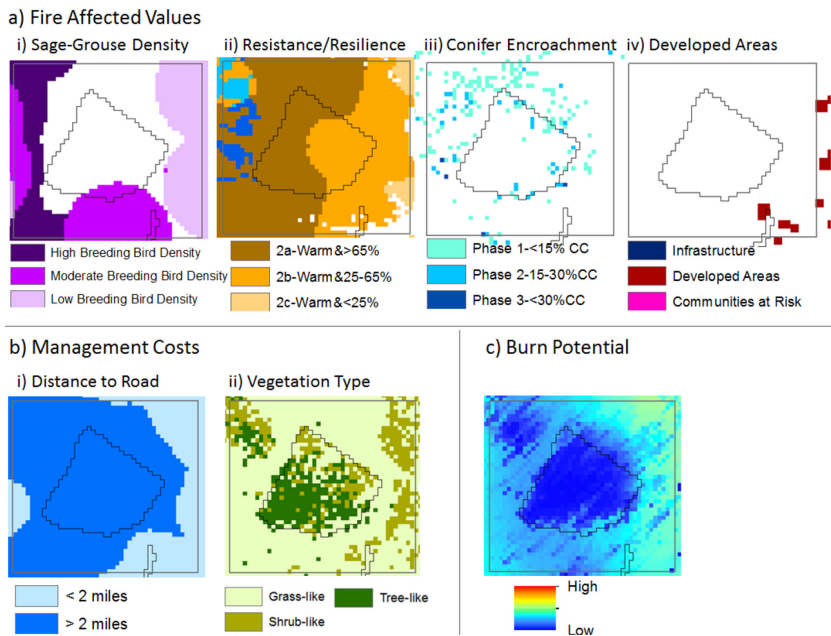 a) Fire Affected Values
i) Sage-Grouse Density
ii) Resistance/Resilience
iii) Conifer Encroachment
iv) Developed Areas
High Breeding Bird Density
Moderate Breeding Bird Density
Low Breeding Bird Density
2a-Warm&>65%
2b-Warm&25-65%
2c-Warm&<25%
Phase 1-<15% CC
Phase 2-15-30%CC
Phase 3-<30%CC
Infrastructure
Developed Areas
Communities at Risk
b) Management Costs
i) Distance to Road
ii) Vegetation Type
< 2 miles
> 2 miles
Grass-like
Tree-like
Shrub-like
c) Burn Potential
High
Low